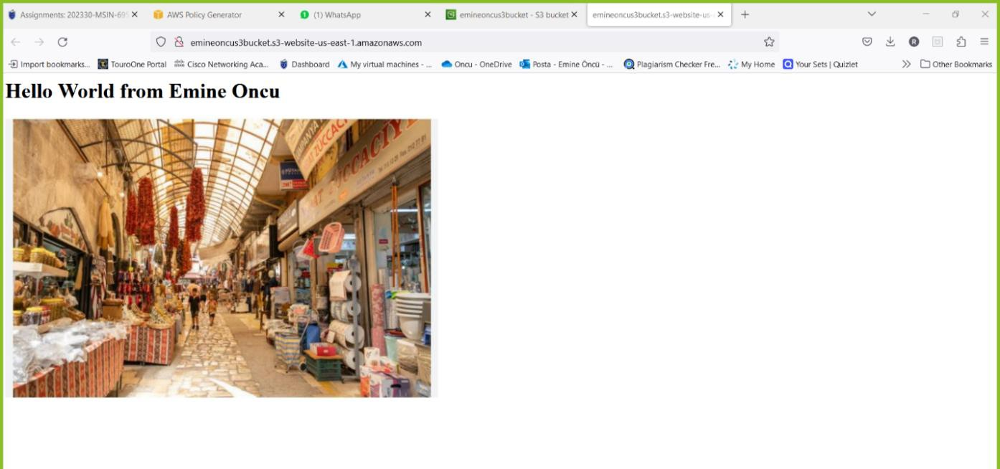 Assignments: 202330-MSIN-695
AWS Policy Generator
(1) WhatsApp
emineoncus3bucket - S3 bucket
emineoncus3bucket.s3-website-us-
emineoncus3bucket.s3-website-us-east-1.amazonaws.com
Import bookmarks...
TouroOne Portal
Cisco Networking Aca...
Dashboard
My virtual machines - ...
Oncu - OneDrive
Posta - Emine Öncü - ...
Plagiarism Checker Fre...
My Home
Your Sets | Quizlet
Other Bookmarks
Hello World from Emine Oncu